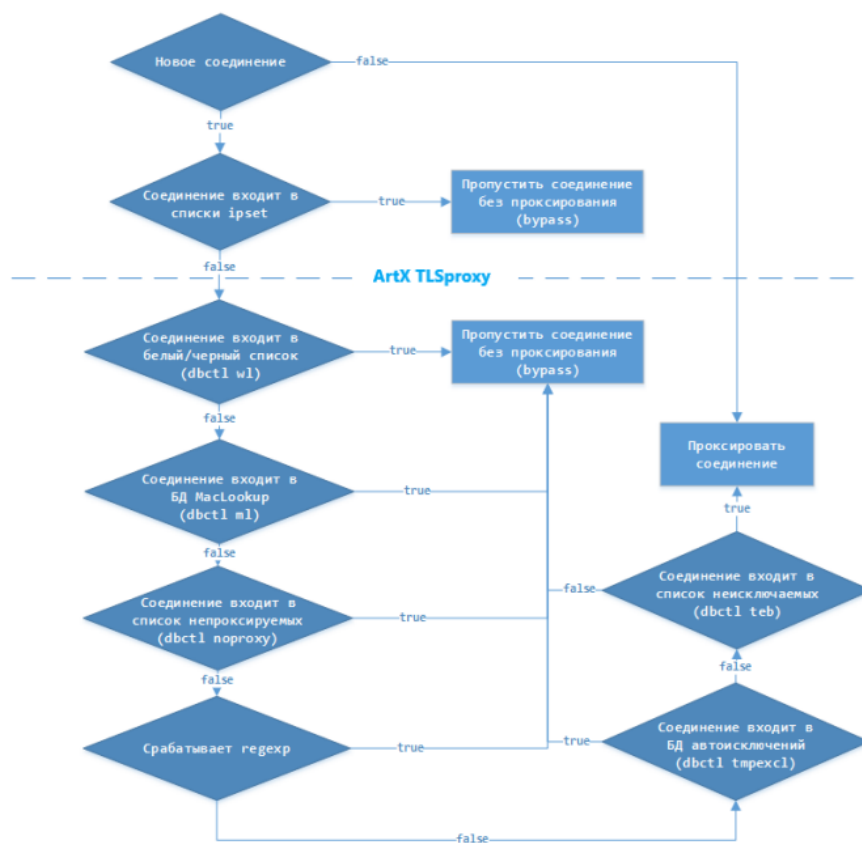 Новое соединение
false
true
Соединение входит в
списки ipset
true
Пропустить соединение
без проксирования
(bypass)
false
ArtX TLSproxy
Соединение входит в
белый/черный список
(dbctl wl)
true
Пропустить соединение
без проксирования
(bypass)
false
Проксировать
соединение
Соединение входит в
БД MacLookup
(dbctl ml)
true
true
false
Соединение входит в
список непроксируемых
(dbctl noproxy)
true
false
Соединение входит в
список неисключаемых
(dbctl teb)
false
false
Срабатывает regexp
true
true
Соединение входит в
БД автоисключений
(dbctl tmpexcl)
false